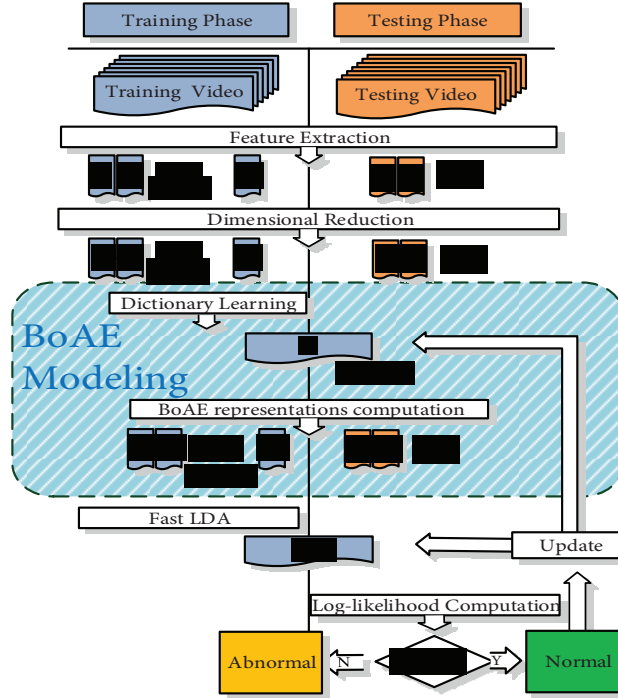 Training Phase
Testing Phase
Training Video
Testing Video
Feature Extraction
Dimensional Reduction
Dictionary Learning
BoAE
Modeling
BoAE representations computation
Fast LDA
Update
Log-likelihood Computation
Abnormal
N
Y
Normal